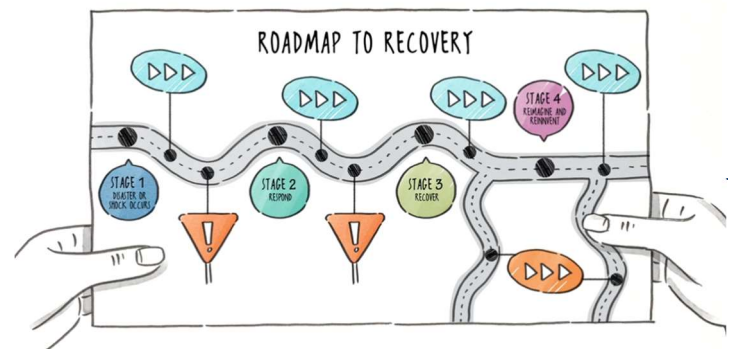 ROADMAP TO RECOVERY
STAGE 4
REIMAGINE AND
REINVENT
STAGE 1
DISASTER OR
SHOCK OCCURS
STAGE 2
RESPOND
STAGE 3
RECOVER
!
!